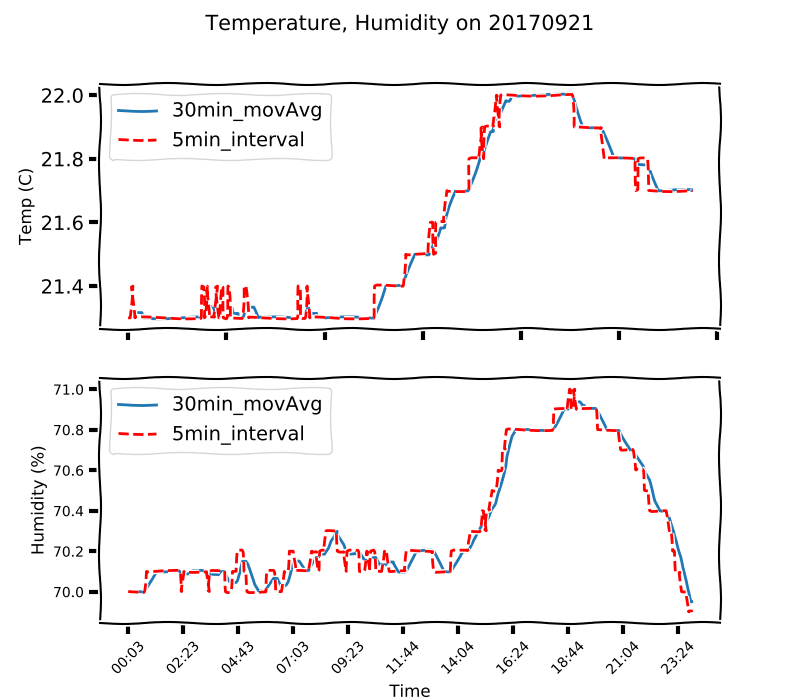 Temperature, Humidity on 20170921
22.0
21.8
21.6
21.4
Temp (C)
30min_movAvg
5min_interval
71.0
70.8
70.6
70.4
70.2
70.0
Humidity (%)
30min_movAvg
5min_interval
00:03 02:23 04:43 07:03 09:23 11:44 14:04 16:24 18:44 21:04 23:24
Time